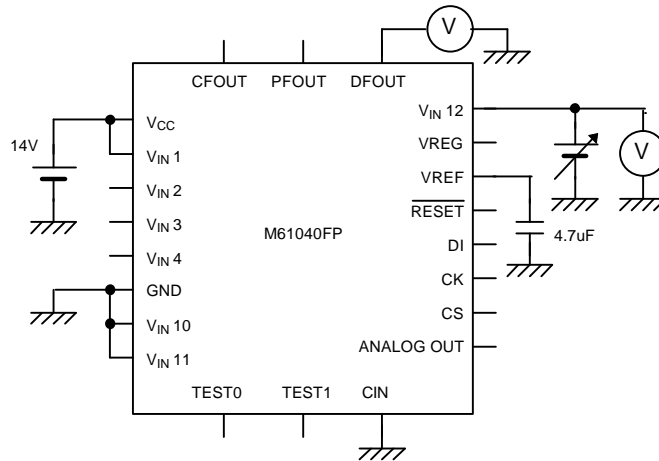 V
CFOUT PFOUT DFOUT
VCC
VIN 1
VIN 2
VIN 3
VIN 4
GND
VIN 10
VIN 11
14V
M61040FP
VIN 12
VREG
VREF
RESET
DI
CK
CS
ANALOG OUT
V
4.7uF
TEST0 TEST1 CIN